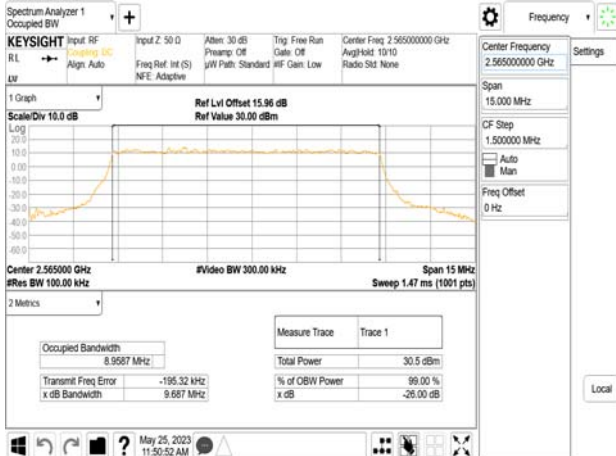 Spectrum Analyzer 1
Occupied BW
Frequency
KEYSIGHT
RL
Input: RF
Coupling: DC
Align: Auto
Input Z: 50 Ω
Freq Ref: Int (S)
NFE: Adaptive
Atten: 30 dB
Preamp: Off
µW Path: Standard
Trig: Free Run
Gate: Off
#IF Gain: Low
Center Freq: 2.565000000 GHz
Avg|Hold: 10/10
Radio Std: None
Center Frequency
2.565000000 GHz
Settings
Span
15.000 MHz
CF Step
1.500000 MHz
Auto
Man
Freq Offset
0 Hz
Local
1 Graph
Scale/Div 10.0 dB
Ref Lvl Offset 15.96 dB
Ref Value 30.00 dBm
Log
20.0
10.0
0.00
-10.0
-20.0
-30.0
-40.0
-50.0
-60.0
Center 2.565000 GHz
#Video BW 300.00 kHz
Span 15 MHz
#Res BW 100.00 kHz
Sweep 1.47 ms (1001 pts)
2 Metrics
Measure Trace
Trace 1
Occupied Bandwidth
8.9587 MHz
Total Power
30.5 dBm
Transmit Freq Error
-195.32 kHz
% of OBW Power
99.00 %
x dB Bandwidth
9.687 MHz
x dB
-26.00 dB
?
May 25, 2023
11:50:52 AM